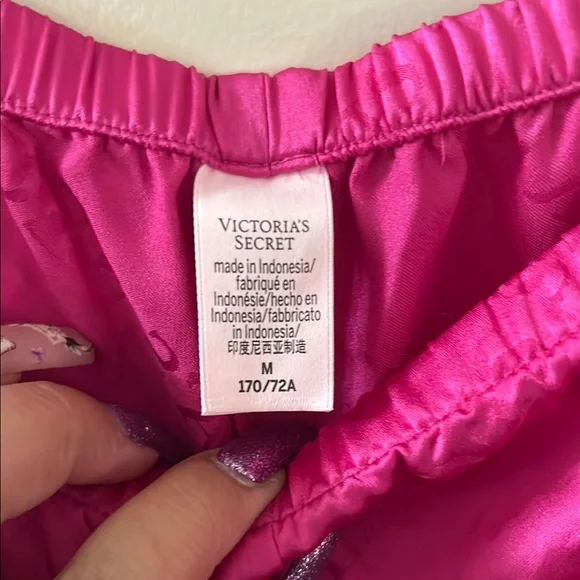 VICTORIA'S
SECRET
made in Indonesia/
fabriqué en
Indonésie/hecho en
Indonesia/fabbricato
in Indonesia/
印度尼西亚制造
M
170/72A